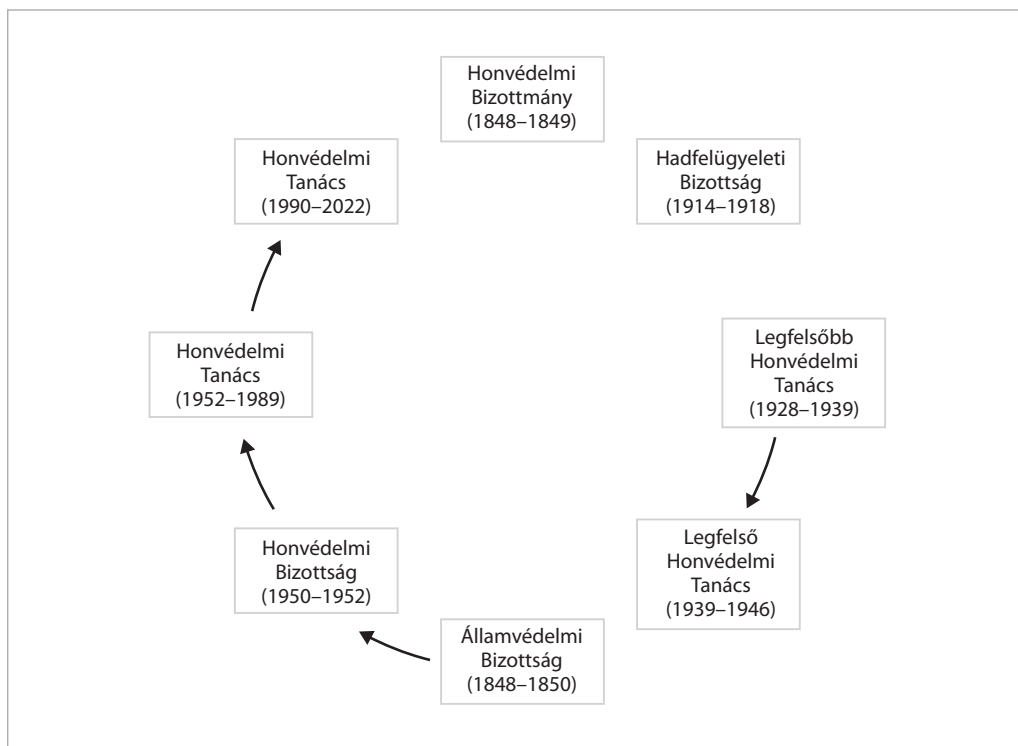 Honvédelmi
Bizottmány
(1848–1849)
Hadfelügyeleti
Bizottság
(1914–1918)
Legfelsőbb
Honvédelmi
Tanács
(1928–1939)
Legfelső
Honvédelmi
Tanács
(1939–1946)
Államvédelmi
Bizottság
(1848–1850)
Honvédelmi
Bizottság
(1950–1952)
Honvédelmi
Tanács
(1952–1989)
Honvédelmi
Tanács
(1990–2022)